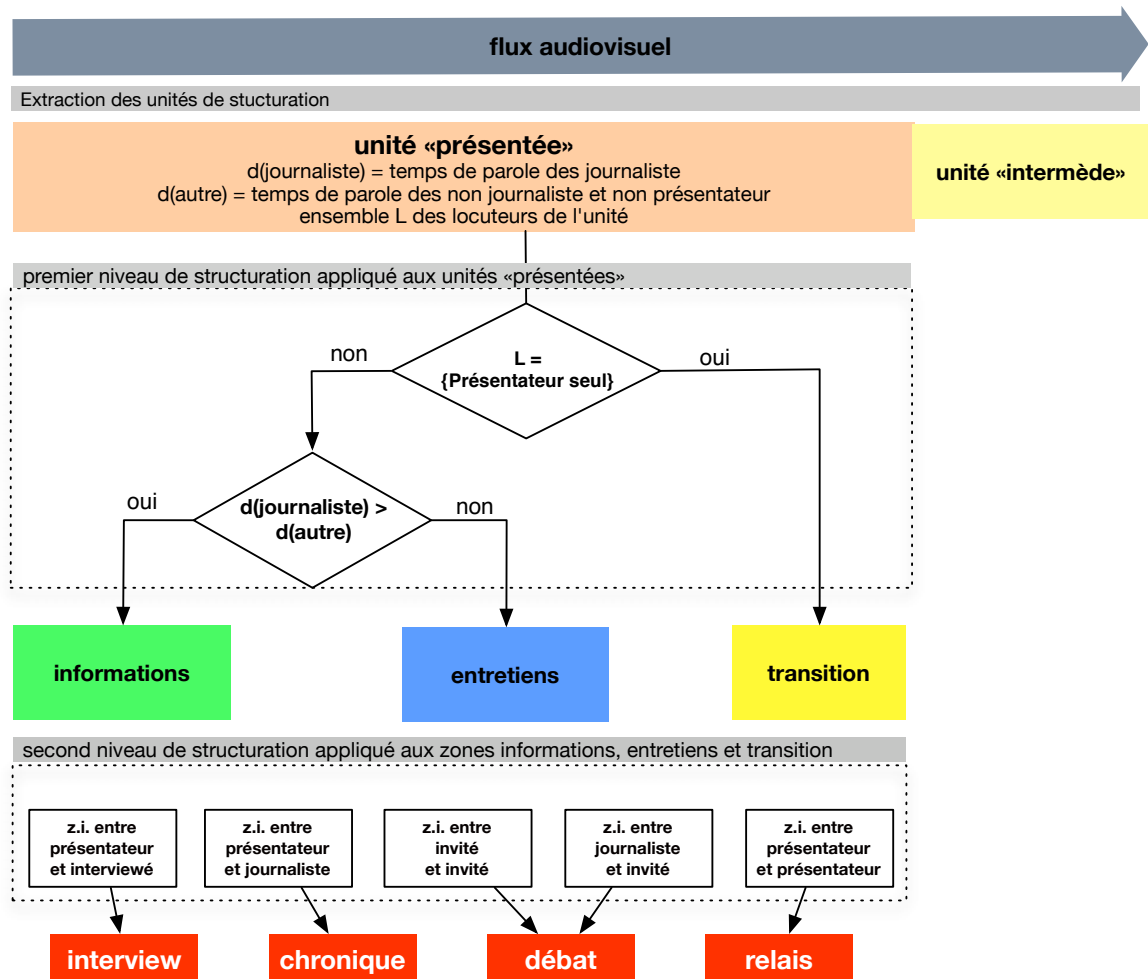 flux audiovisuel
Extraction des unités de stucturation
unité «présentée»
d(journaliste) = temps de parole des journaliste
d(autre) = temps de parole des non journaliste et non présentateur
ensemble L des locuteurs de l'unité
unité «intermède»
premier niveau de structuration appliqué aux unités «présentées»
non
L =
{Présentateur seul}
oui
oui
d(journaliste) >
d(autre)
non
informations
entretiens
transition
second niveau de structuration appliqué aux zones informations, entretiens et transition
z.i. entre
présentateur
et interviewé
z.i. entre
présentateur
et journaliste
z.i. entre
invité
et invité
z.i. entre
journaliste
et invité
z.i. entre
présentateur
et présentateur
interview
chronique
débat
relais